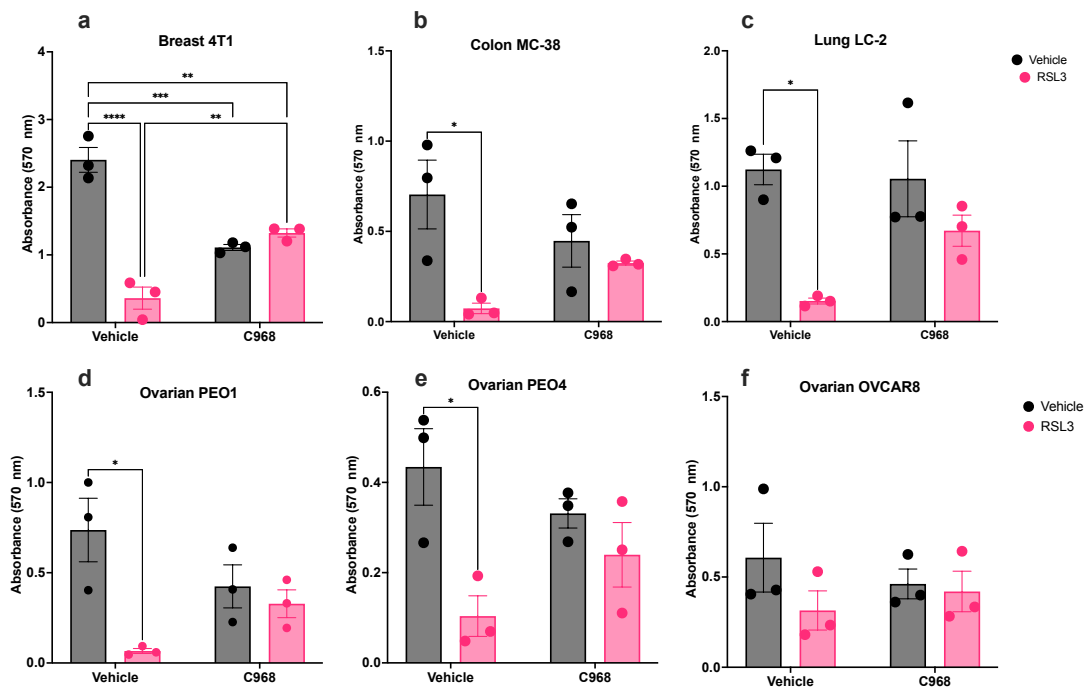 a
Breast 4T1
Absorbance (570 nm)
4
3
2
1
0
**
***
****
**
Vehicle
C968
b
Colon MC-38
Absorbance (570 nm
1.5
1.0
0.5
0.0
*
Vehicle
C968
c
Lung LC-2
Absorbance (570 nm
2.0
1.5
1.0
0.5
0.0
*
Vehicle
C968
Vehicle
RSL3
d
Ovarian PEO1
Absorbance (570 nm)
1.5
1.0
0.5
0.0
*
Vehicle
C968
e
Ovarian PEO4
Absorbance (570 nm)
0.6
0.4
0.2
0.0
*
Vehicle
C968
f
Ovarian OVCAR8
Absorbance (570 nm)
1.5
1.0
0.5
0.0
Vehicle
C968
Vehicle
RSL3